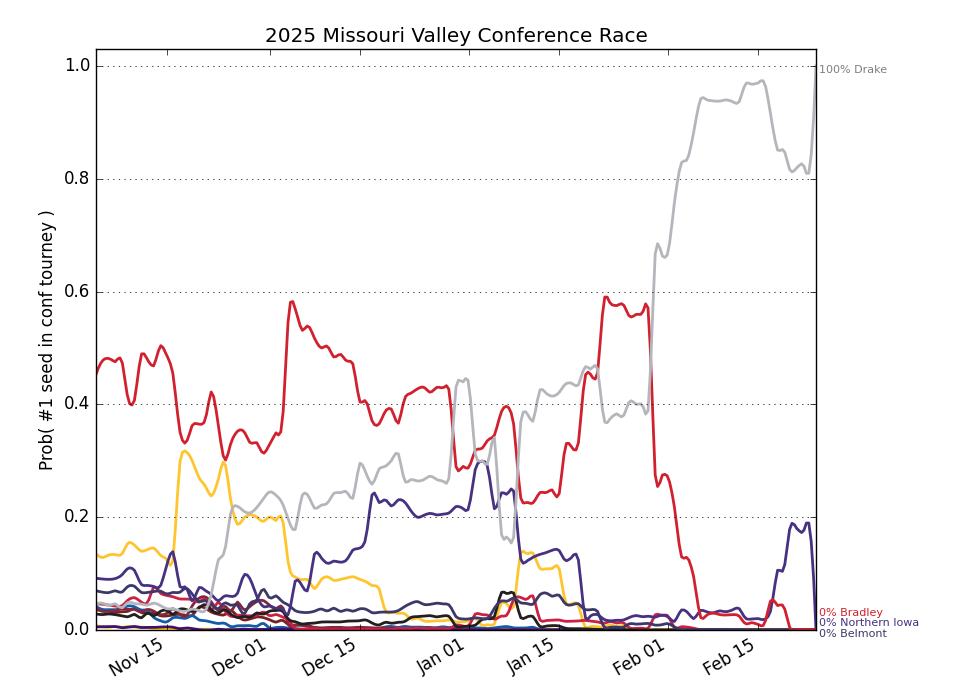 2025 Missouri Valley Conference Race
Prob( #1 seed in conf tourney )
1.0
0.8
0.6
0.4
0.2
0.0
Nov 15
Dec 01
Dec 15
Jan 01
Jan 15
Feb 01
Feb 15
100% Drake
0% Bradley
0% Northern Iowa
0% Belmont